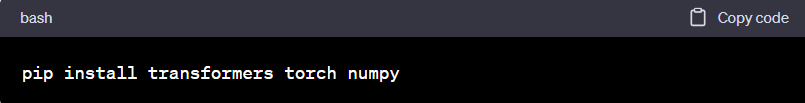 bash
Copy code
pip install transformers torch numpy